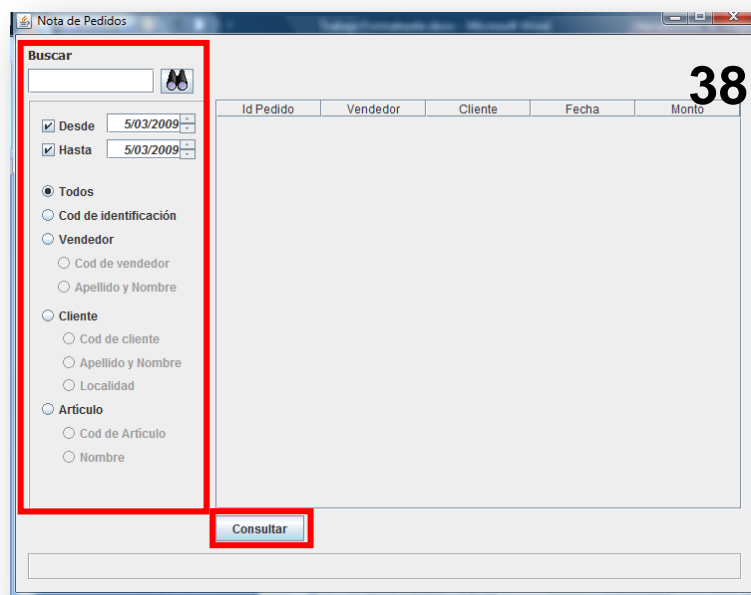 Nota de Pedidos
Buscar
38
Id Pedido Vendedor Cliente Fecha Monto
Desde 5/03/2009
Hasta 5/03/2009
Todos
Cod de identificación
Vendedor
Cod de vendedor
Apellido y Nombre
Cliente
Cod de cliente
Apellido y Nombre
Localidad
Artículo
Cod de Artículo
Nombre
Consultar